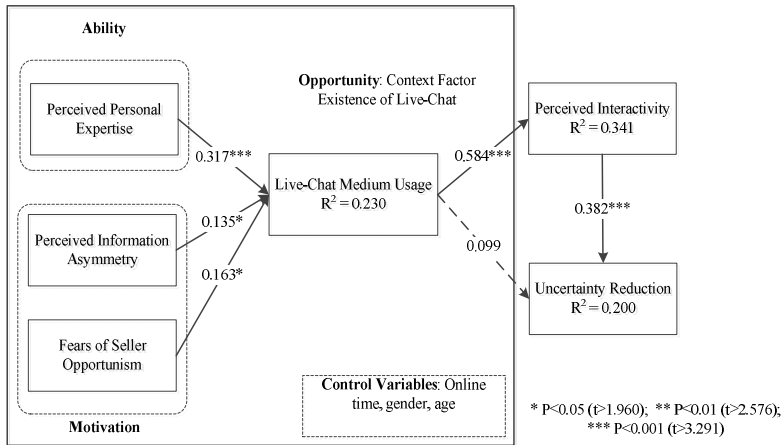 Ability
Opportunity: Context Factor
Existence of Live-Chat
Perceived Personal
Expertise
Perceived Interactivity
R² = 0.341
0.317***
0.584***
Live-Chat Medium Usage
R² = 0.230
0.382***
0.135*
Perceived Information
Asymmetry
0.099
0.163*
Uncertainty Reduction
R² = 0.200
Fears of Seller
Opportunism
Control Variables: Online
time, gender, age
Motivation
* P<0.05 (t>1.960); ** P<0.01 (t>2.576);
*** P<0.001 (t>3.291)